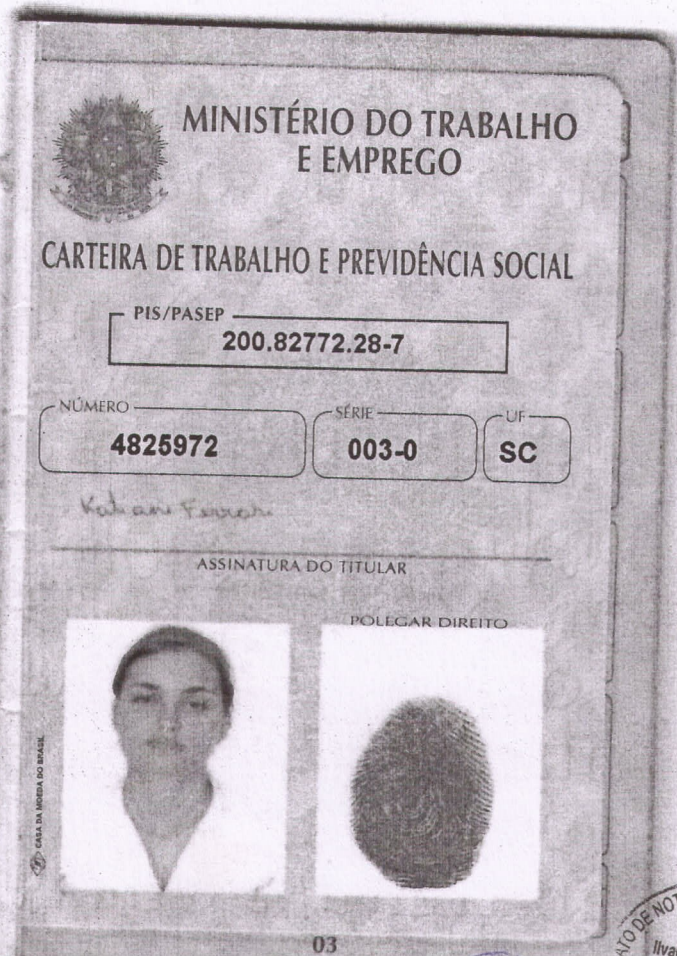 MINISTÉRIO DO TRABALHO
E EMPREGO
CARTEIRA DE TRABALHO E PREVIDÊNCIA SOCIAL
PIS/PASEP
200.82772.28-7
NÚMERO
4825972
SÉRIE
003-0
UF
SC
Ferrari
ASSINATURA DO TITULAR
POLEGAR DIREITO
CASA DA MOEDA DO BRASIL
03